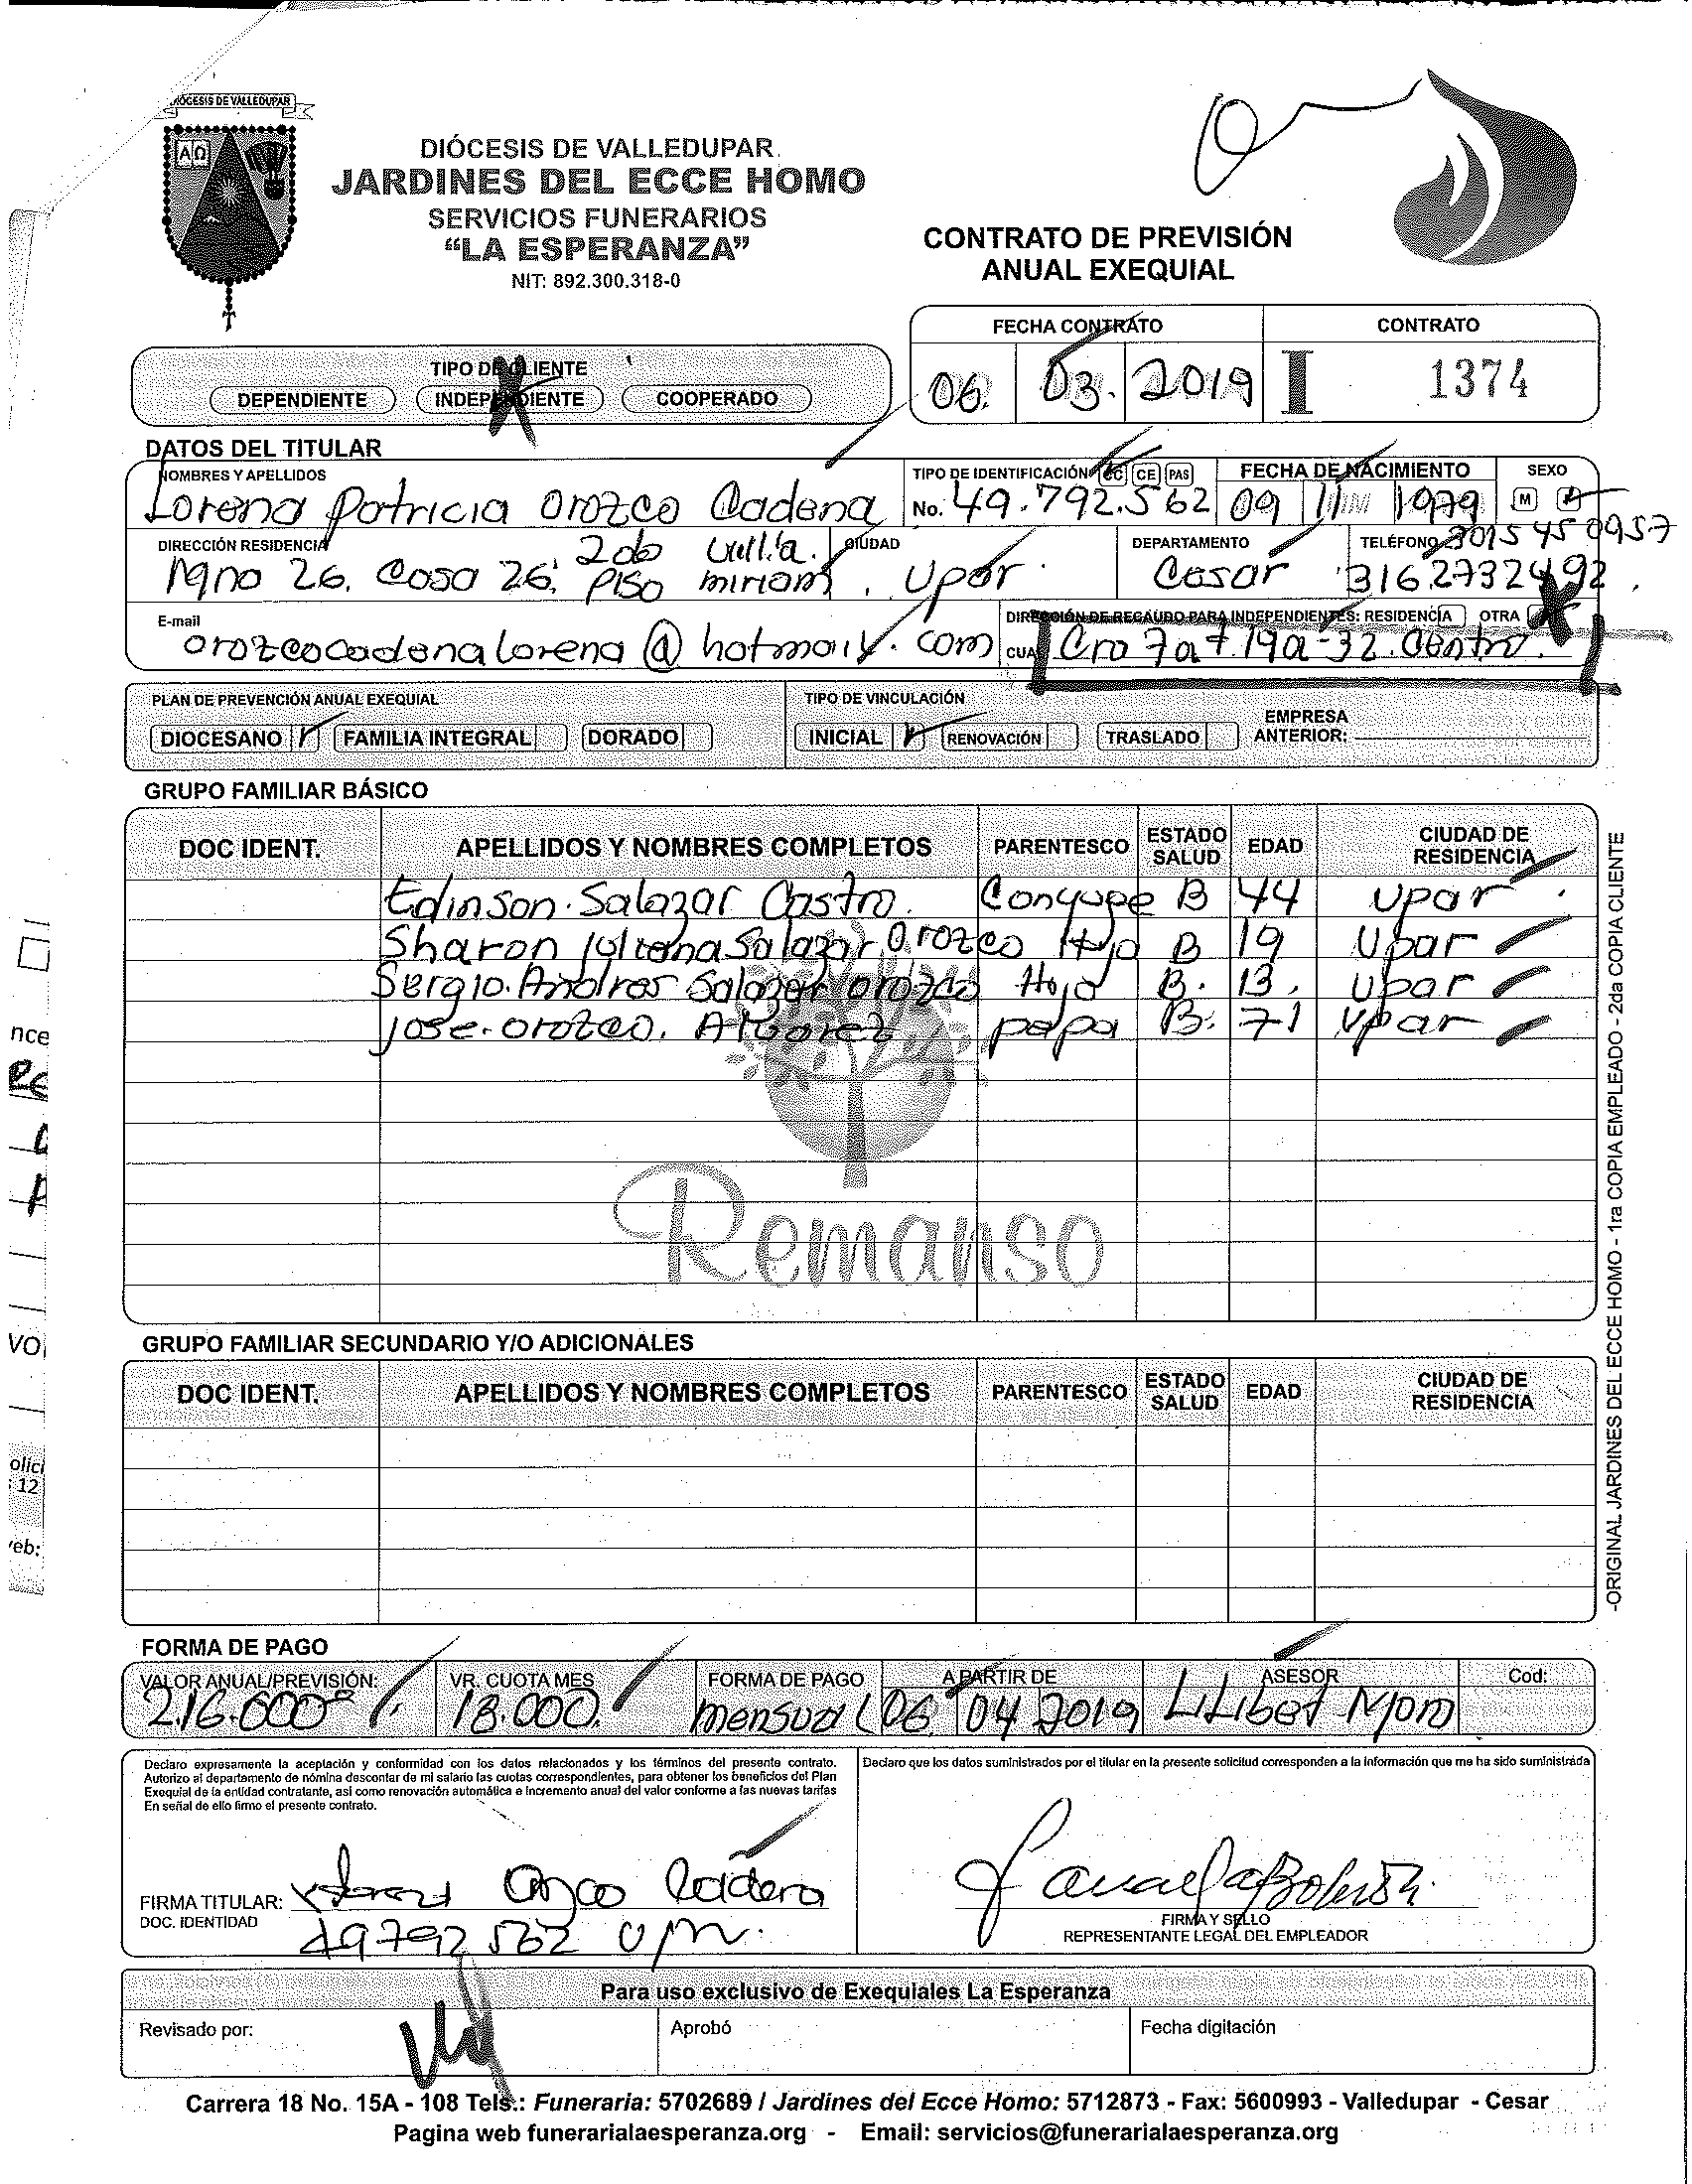 DIÓCESIS DE VALLEDUPAR
ΑΩ
DIÓCESIS DE VALLEDUPAR
JARDINES DEL ECCE HOMO
SERVICIOS FUNERARIOS
“LA ESPERANZA”
NIT: 892.300.318-0
CONTRATO DE PREVISIÓN
ANUAL EXEQUIAL
FECHA CONTRATO CONTRATO
06. 03. 2019 I 1374
TIPO DE CLIENTE
DEPENDIENTE INDEPENDIENTE COOPERADO
DATOS DEL TITULAR
NOMBRES Y APELLIDOS TIPO DE IDENTIFICACIÓN CC CE PAS FECHA DE NACIMIENTO SEXO
Lorena Patricia Orozco Cadena No. 49.792.562 09 11 1979 M
DIRECCIÓN RESIDENCIA CIUDAD DEPARTAMENTO TELÉFONO 3015450957
26. Casa 26. 2do PISO miriam. Upar. Cesar 3162732492
E-mail DIRECCIÓN DE RECAUDO PARA INDEPENDIENTES: RESIDENCIA OTRA X
orozcocadenalorena@hotmail.com CUAL Cra 7a # 19a-32. Centro.
PLAN DE PREVENCIÓN ANUAL EXEQUIAL TIPO DE VINCULACIÓN
DIOCESANO FAMILIA INTEGRAL DORADO INICIAL RENOVACIÓN TRASLADO EMPRESA ANTERIOR:
GRUPO FAMILIAR BÁSICO
DOC IDENT. APELLIDOS Y NOMBRES COMPLETOS PARENTESCO ESTADO SALUD EDAD CIUDAD DE RESIDENCIA
Edinson. Salazar Castro. Conyuge B 44 Upar
Sharon Juliana Salazar Orozco Hija B 19 Upar
Sergio. Andres Salazar orozco Hijo B. 13. Upar
Jose. orozco. Alvarez papa B. 71 Upar
Remanso
GRUPO FAMILIAR SECUNDARIO Y/O ADICIONALES
DOC IDENT. APELLIDOS Y NOMBRES COMPLETOS PARENTESCO ESTADO SALUD EDAD CIUDAD DE RESIDENCIA
-ORIGINAL JARDINES DEL ECCE HOMO - 1ra COPIA EMPLEADO - 2da COPIA CLIENTE
FORMA DE PAGO
VALOR ANUAL/PREVISIÓN: VR. CUOTA MES FORMA DE PAGO A PARTIR DE ASESOR Cod:
216.000 18.000. mensual 06 04 2019 Lilibet
Declaro expresamente la aceptación y conformidad con los datos relacionados y los términos del presente contrato.
Autorizo al departamento de nómina descontar de mi salario las cuotas correspondientes, para obtener los beneficios del Plan
Exequial de la entidad contratante, así como renovación automática e incremento anual del valor conforme a las nuevas tarifas
En señal de ello firmo el presente contrato.
Declaro que los datos suministrados por el titular en la presente solicitud corresponden a la información que me ha sido suministrada
FIRMA TITULAR: Lorena Orozco Cadena
DOC. IDENTIDAD 49792562
FIRMA Y SELLO
REPRESENTANTE LEGAL DEL EMPLEADOR
Para uso exclusivo de Exequiales La Esperanza
Revisado por: Aprobó Fecha digitación
Carrera 18 No. 15A - 108 Tels.: Funeraria: 5702689 / Jardines del Ecce Homo: 5712873 - Fax: 5600993 - Valledupar - Cesar
Pagina web funerarialaesperanza.org - Email: servicios@funerarialaesperanza.org
nce
VO
olici
12
eb: